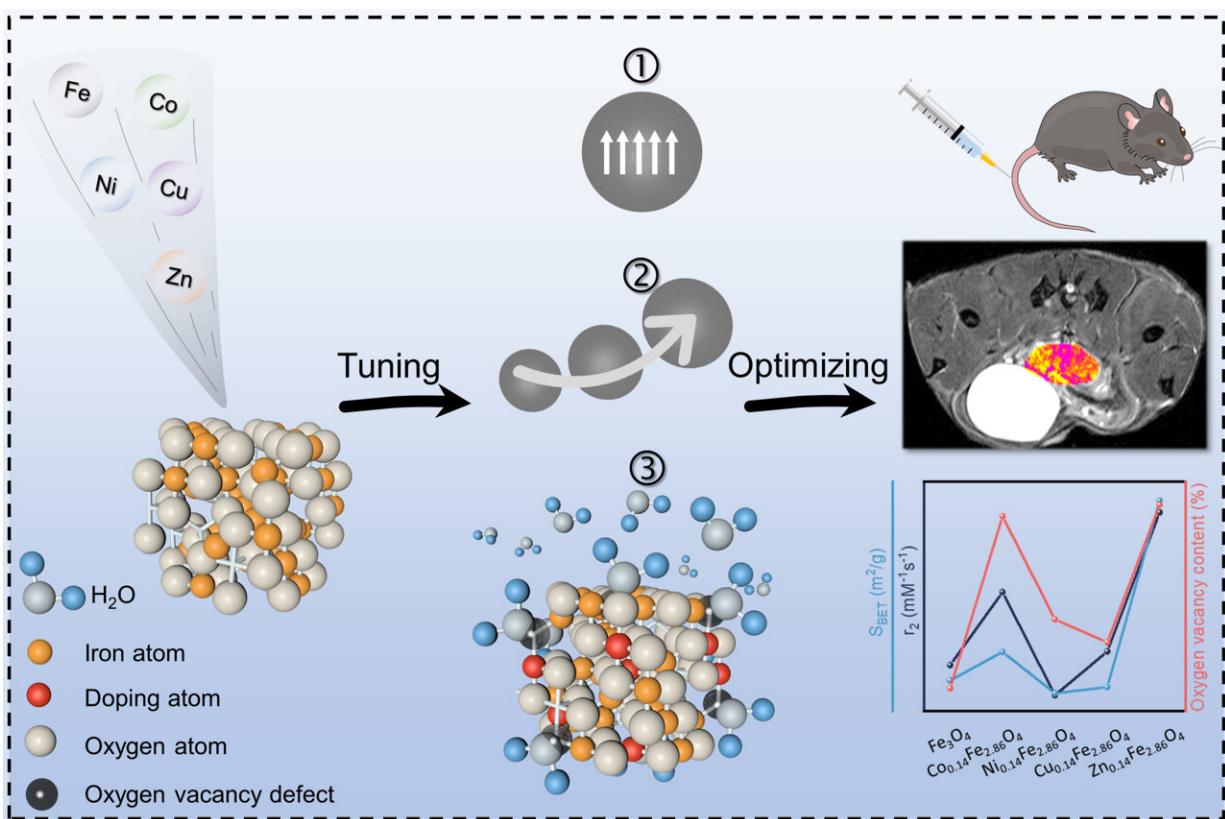 Fe
Co
Ni
Cu
Zn
H₂O
Iron atom
Doping atom
Oxygen atom
Oxygen vacancy defect
Tuning
①
②
③
Optimizing
S_BET (m²/g)
r₂ (mM⁻¹s⁻¹)
Oxygen vacancy content (%)
Fe₃O₄
Co₀.₁₄Fe₂.₈₆O₄
Ni₀.₁₄Fe₂.₈₆O₄
Cu₀.₁₄Fe₂.₈₆O₄
Zn₀.₁₄Fe₂.₈₆O₄